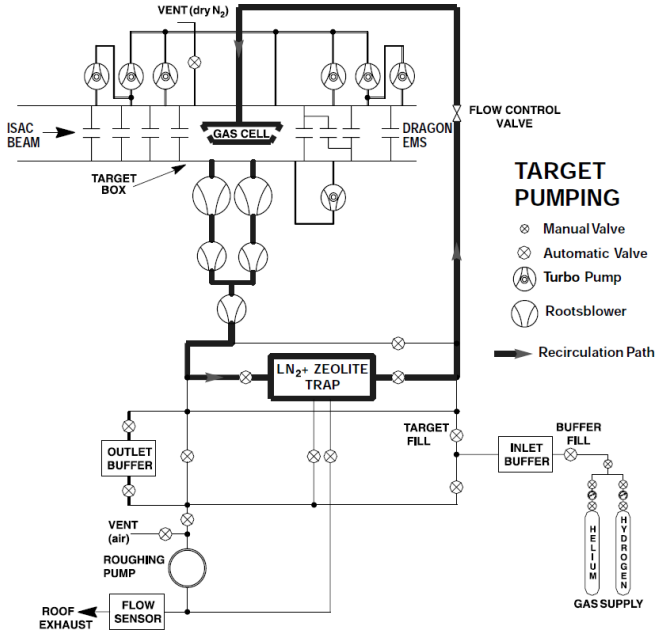 VENT (dry N₂)
ISAC
BEAM
GAS CELL
DRAGON
EMS
FLOW CONTROL
VALVE
TARGET
BOX
TARGET
PUMPING
Manual Valve
Automatic Valve
Turbo Pump
Rootsblower
Recirculation Path
LN₂+ ZEOLITE
TRAP
TARGET
FILL
BUFFER
FILL
OUTLET
BUFFER
INLET
BUFFER
VENT
(air)
ROUGHING
PUMP
HELIUM
HYDROGEN
GAS SUPPLY
ROOF
EXHAUST
FLOW
SENSOR